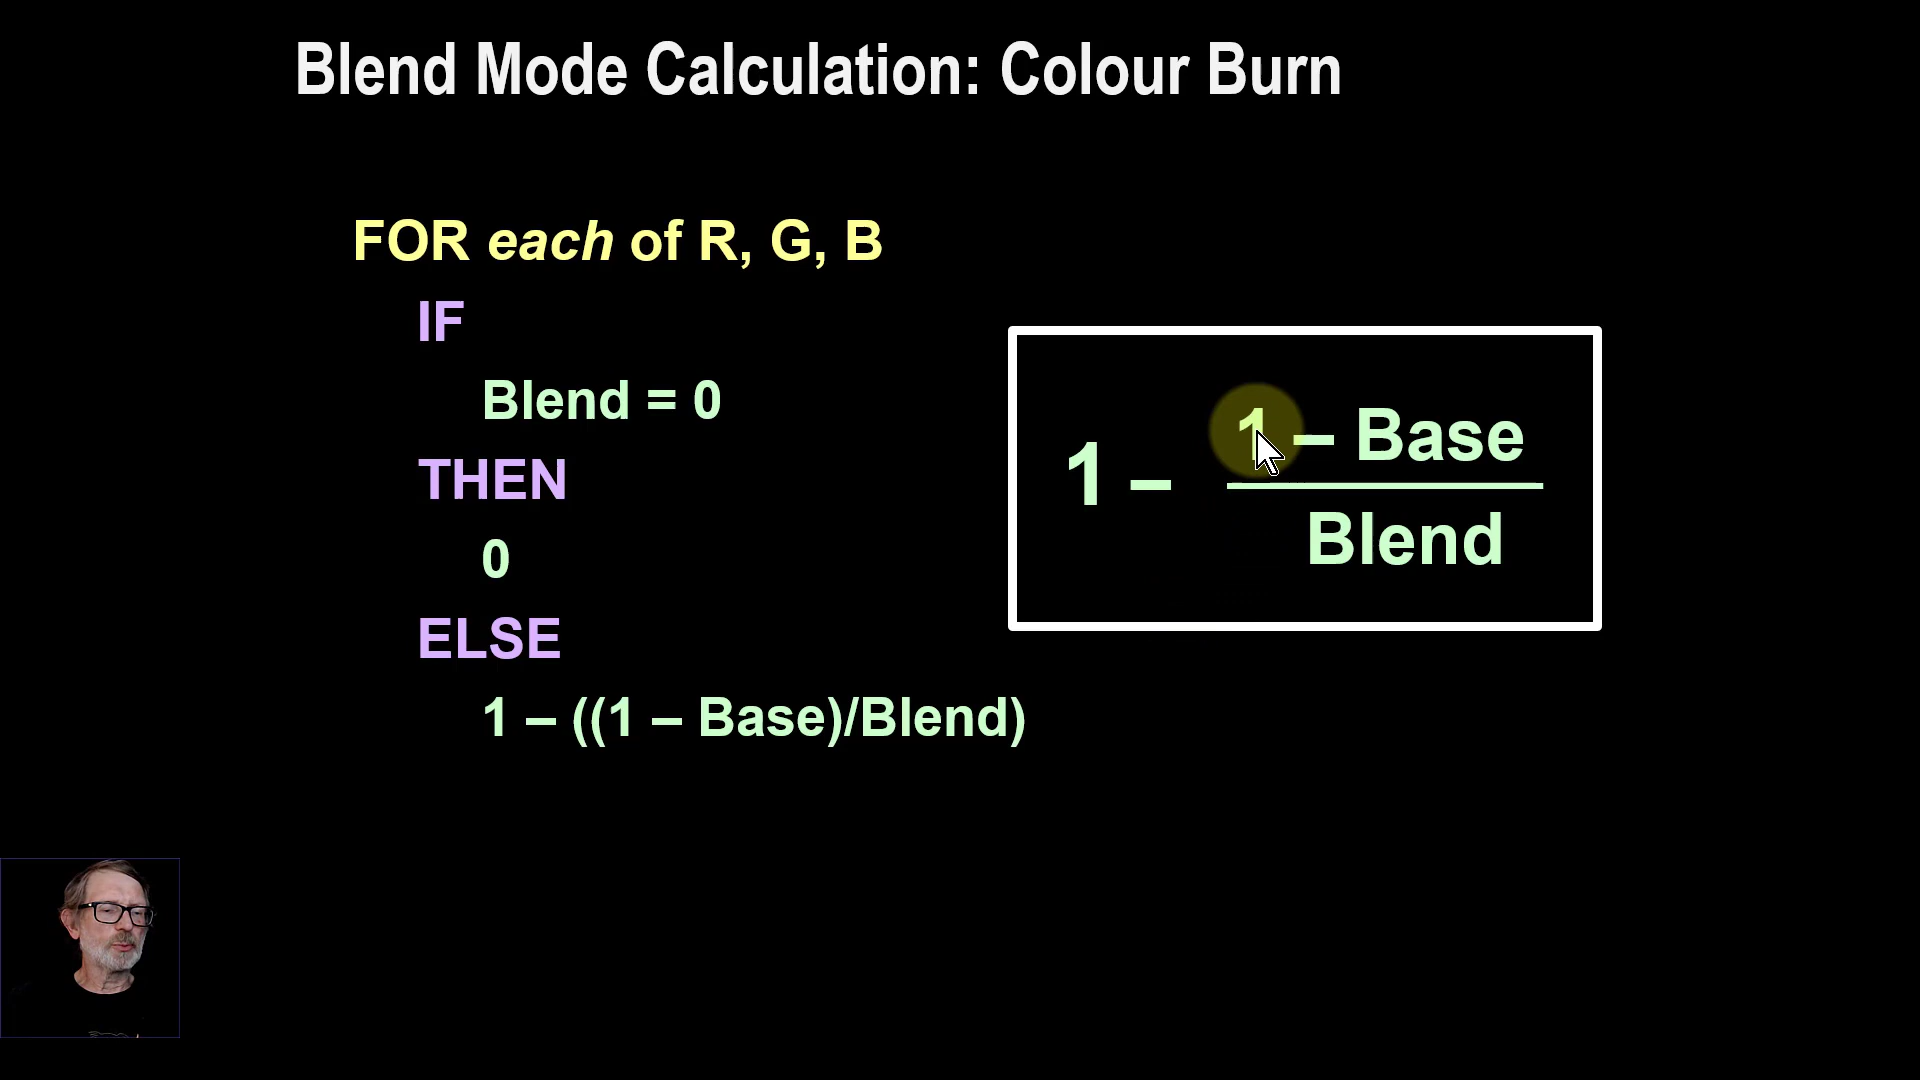 Blend Mode Calculation: Colour Burn
FOR each of R, G, B
IF
Blend = 0
THEN
0
ELSE
1 – ((1 – Base)/Blend)
1 –
1 – Base
Blend